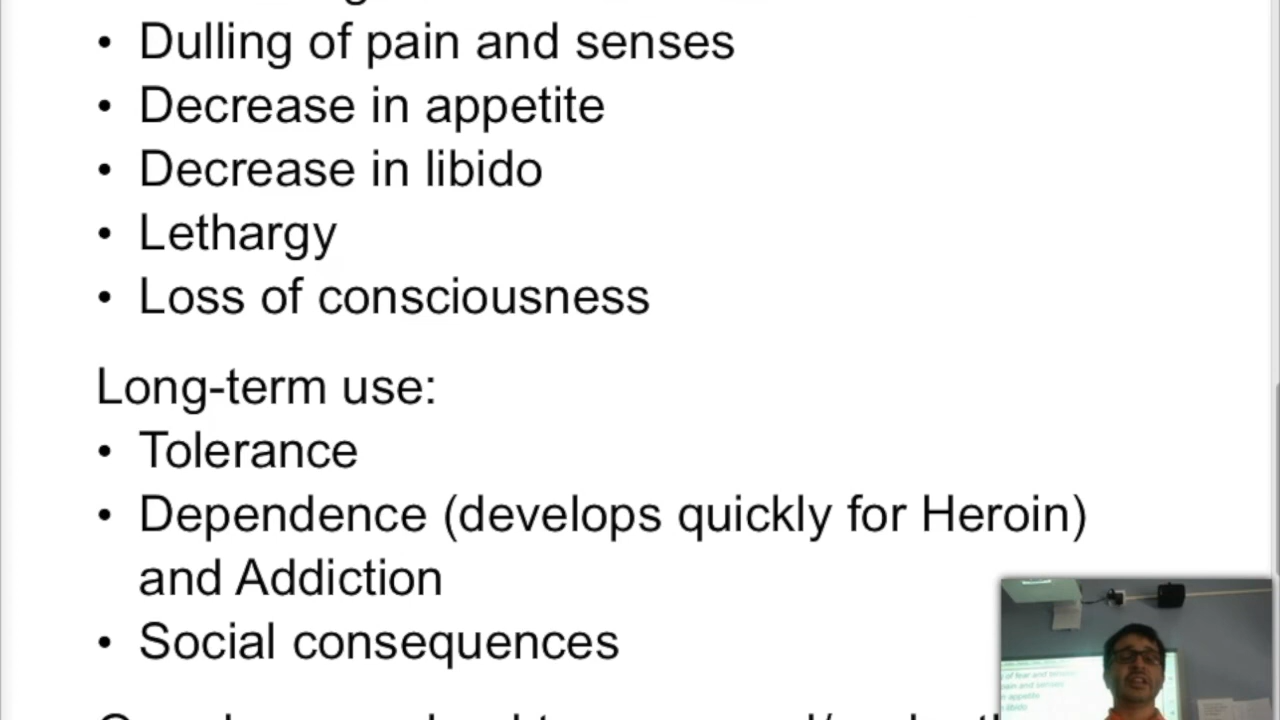 • Dulling of pain and senses
• Decrease in appetite
• Decrease in libido
• Lethargy
• Loss of consciousness
Long-term use:
• Tolerance
• Dependence (develops quickly for Heroin)
and Addiction
• Social consequences